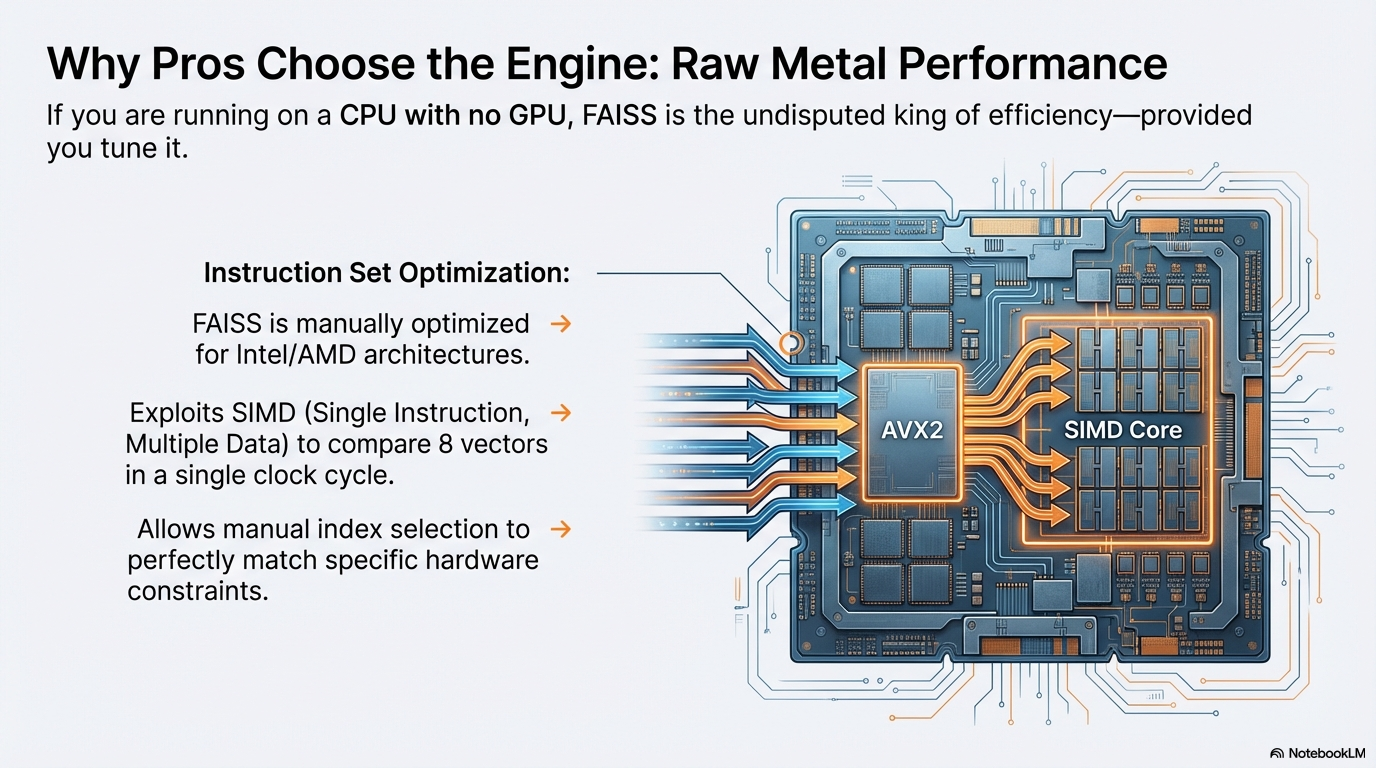 Why Pros Choose the Engine: Raw Metal Performance
If you are running on a CPU with no GPU, FAISS is the undisputed king of efficiency—provided
you tune it.
Instruction Set Optimization:
FAISS is manually optimized →
for Intel/AMD architectures.
Exploits SIMD (Single Instruction, →
Multiple Data) to compare 8 vectors
in a single clock cycle.
Allows manual index selection to →
perfectly match specific hardware
constraints.
AVX2
SIMD Core
NotebookLM